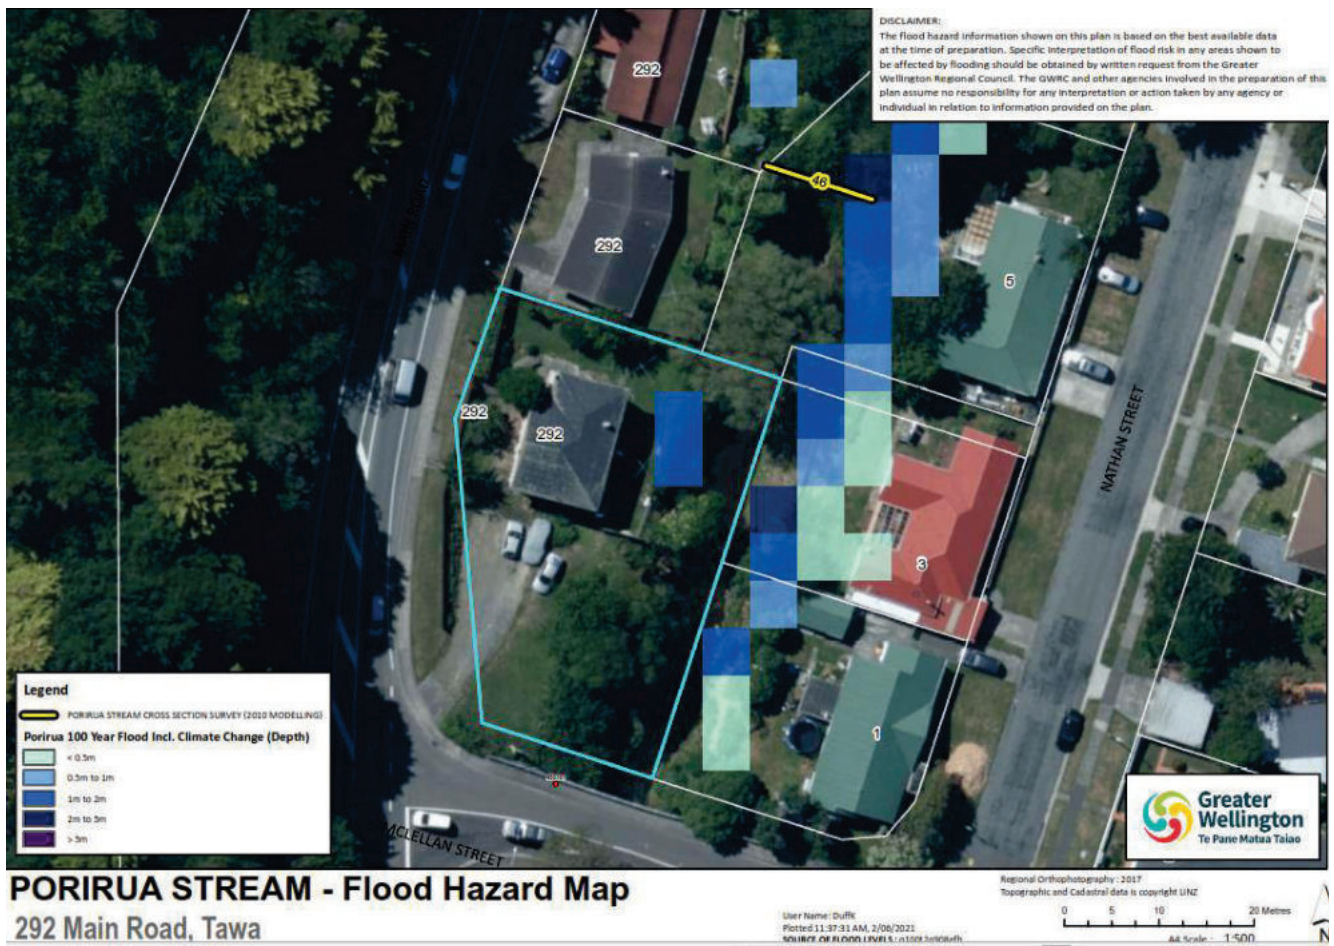 DISCLAIMER:
The flood hazard information shown on this plan is based on the best available data
at the time of preparation. Specific interpretation of flood risk in any areas shown to
be affected by flooding should be obtained by written request from the Greater
Wellington Regional Council. The GWRC and other agencies involved in the preparation of this
plan assume no responsibility for any interpretation or action taken by any agency or
individual in relation to information provided on the plan.
292
46
292
5
292
292
NATHAN STREET
3
1
MCLELLAN STREET
Legend
PORIRUA STREAM CROSS SECTION SURVEY (2010 MODELLING)
Porirua 100 Year Flood Incl. Climate Change (Depth)
< 0.5m
0.5m to 1m
1m to 2m
2m to 5m
> 5m
Greater
Wellington
Te Pane Matua Taiao
PORIRUA STREAM - Flood Hazard Map
292 Main Road, Tawa
User Name: DuffK
Plotted 11:37:31 AM, 2/06/2021
SOURCE OF FLOOD LEVELS :
Regional Orthophotography : 2017
Topographic and Cadastral data is copyright LINZ
0 5 10 20 Metres
A4 Scale : 1:500
N